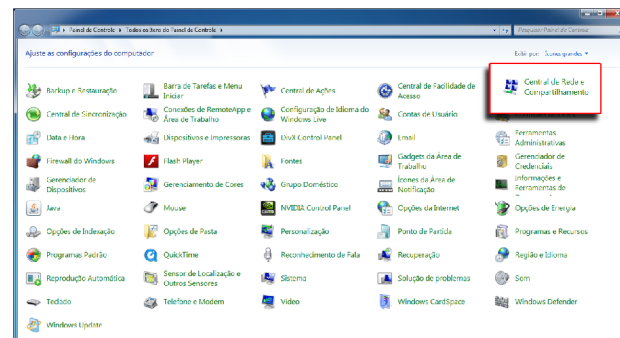 Painel de Controle ▸ Todos os Itens do Painel de Controle ▸
Pesquisar Painel de Controle
Ajuste as configurações do computador
Exibir por: Ícones grandes
Backup e Restauração
Barra de Tarefas e Menu
Iniciar
Central de Ações
Central de Facilidade de
Acesso
Central de Rede e
Compartilhamento
Central de Sincronização
Conexões de RemoteApp e
Área de Trabalho
Configuração de Idioma do
Windows Live
Contas de Usuário
Data e Hora
Dispositivos e Impressoras
DivX Control Panel
Email
Ferramentas
Administrativas
Firewall do Windows
Flash Player
Fontes
Gadgets da Área de
Trabalho
Gerenciador de
Credenciais
Gerenciador de
Dispositivos
Gerenciamento de Cores
Grupo Doméstico
Ícones da Área de
Notificação
Informações e
Ferramentas de
Java
Mouse
NVIDIA Control Panel
Opções da Internet
Opções de Energia
Opções de Indexação
Opções de Pasta
Personalização
Ponto de Partida
Programas e Recursos
Programas Padrão
QuickTime
Reconhecimento de Fala
Recuperação
Região e Idioma
Reprodução Automática
Sensor de Localização e
Outros Sensores
Sistema
Solução de problemas
Som
Teclado
Telefone e Modem
Vídeo
Windows CardSpace
Windows Defender
Windows Update